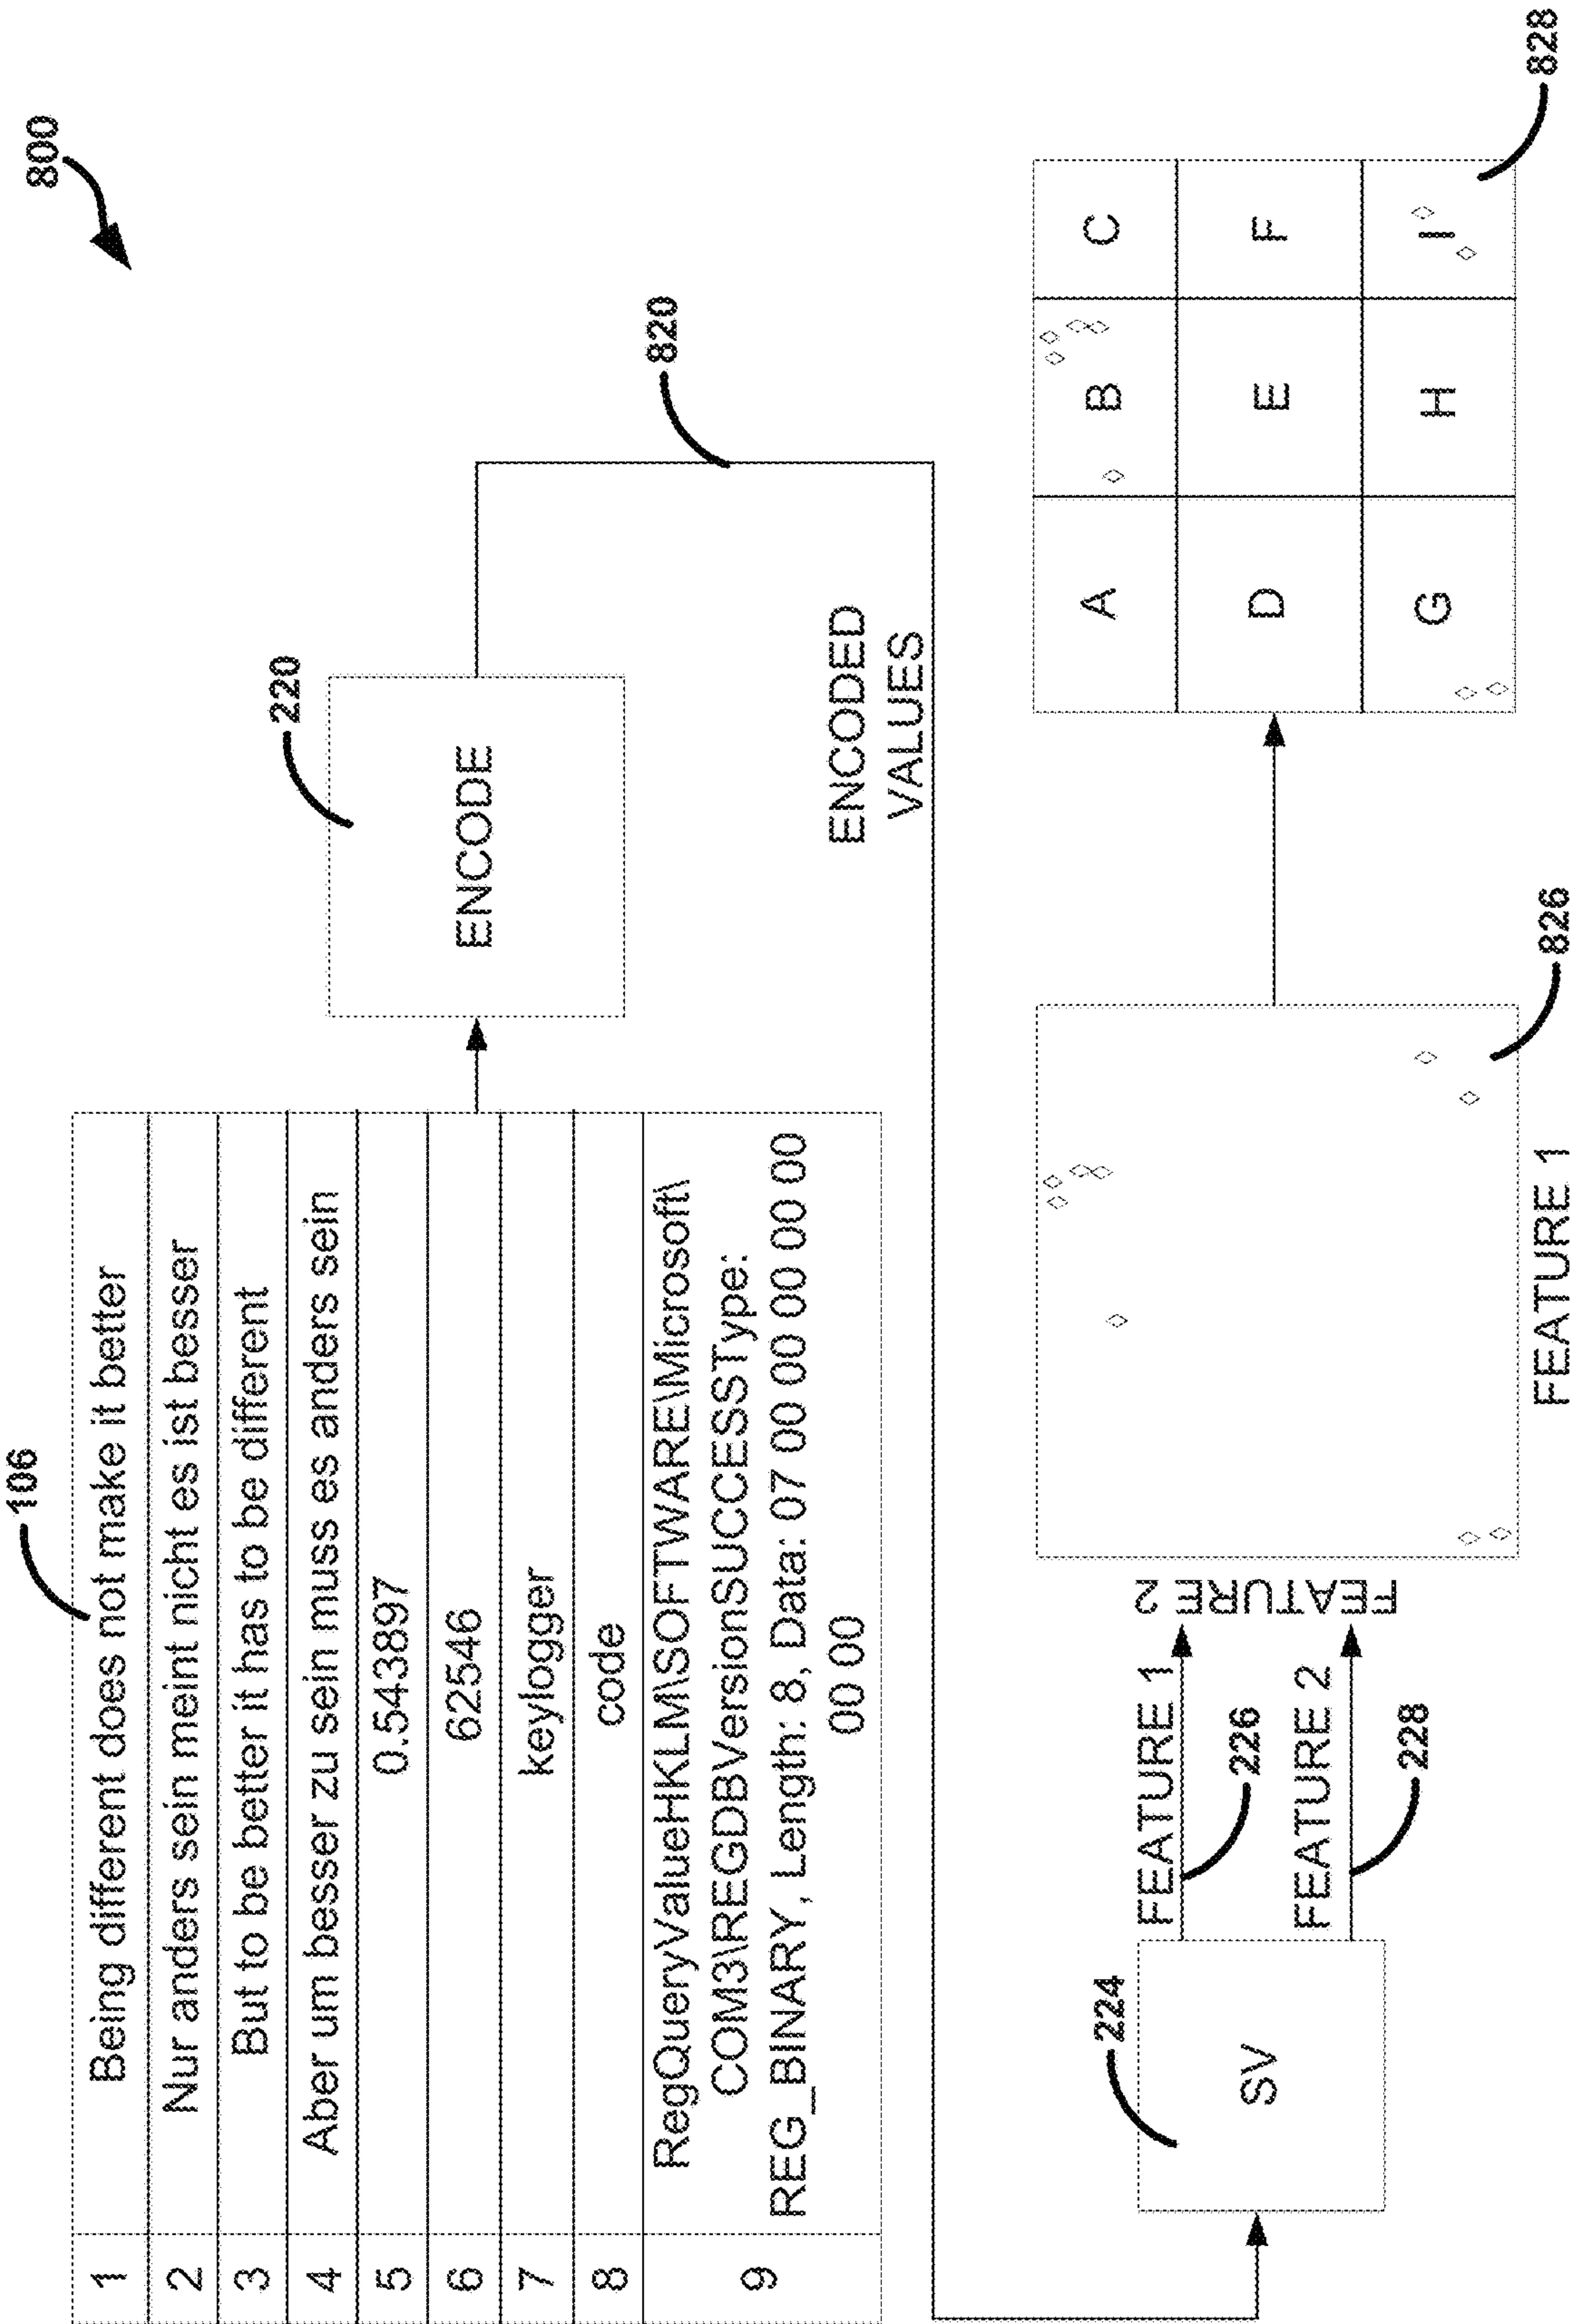 800
106
1 Being different does not make it better
2 Nur anders sein meint nicht es ist besser
3 But to be better it has to be different
4 Aber um besser zu sein muss es anders sein
5 0.543897
6 62546
7 keylogger
8 code
9 RegQueryValueHKLM\SOFTWARE\Microsoft\
COM3\REGDBVersionSUCCESSType:
REG_BINARY, Length: 8, Data: 07 00 00 00 00 00
00 00
220
ENCODE
820
ENCODED
VALUES
224
SV
FEATURE 1
226
FEATURE 2
228
FEATURE 2
FEATURE 1
826
A B C
D E F
G H I
828